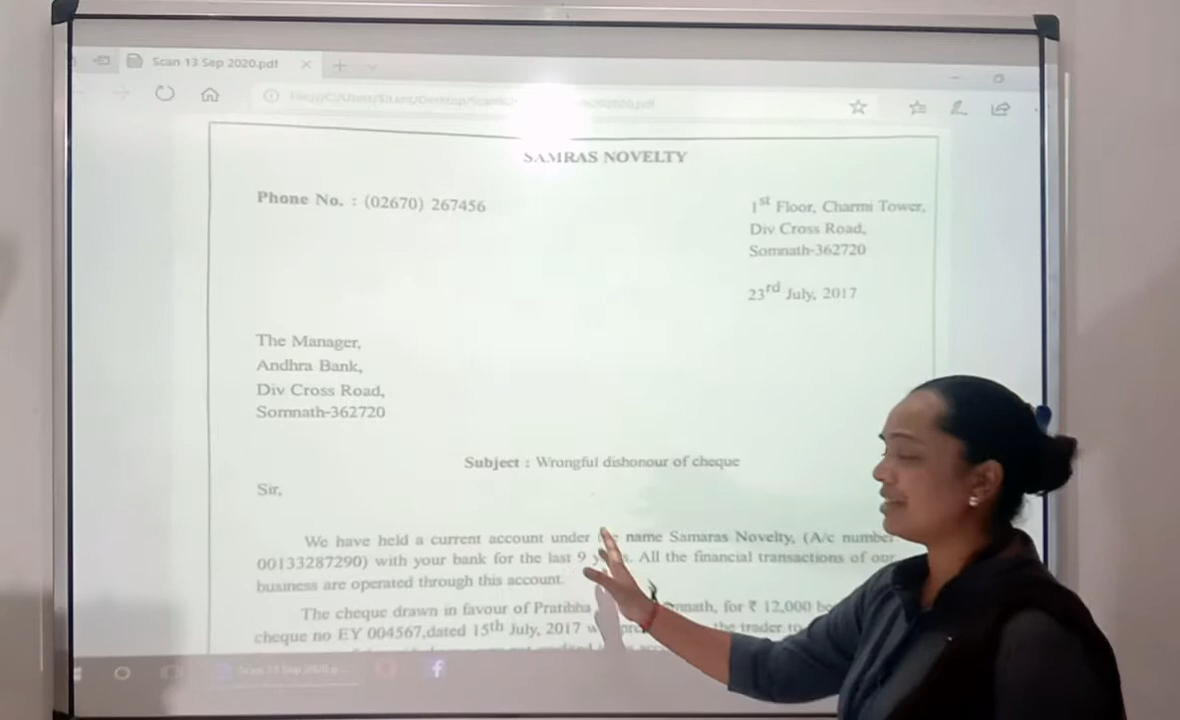 Scan 13 Sep 2020.pdf
SAMRAS NOVELTY
Phone No. : (02670) 267456
1st Floor, Charmi Tower,
Div Cross Road,
Somnath-362720
23rd July, 2017
The Manager,
Andhra Bank,
Div Cross Road,
Somnath-362720
Subject : Wrongful dishonour of cheque
Sir,
We have held a current account under name Samaras Novelty, (A/c number
00133287290) with your bank for the last 9 All the financial transactions of our
business are operated through this account.
The cheque drawn in favour of Pratibha for ₹ 12,000
cheque no EY 004567,dated 15th July, 2017 the trader to